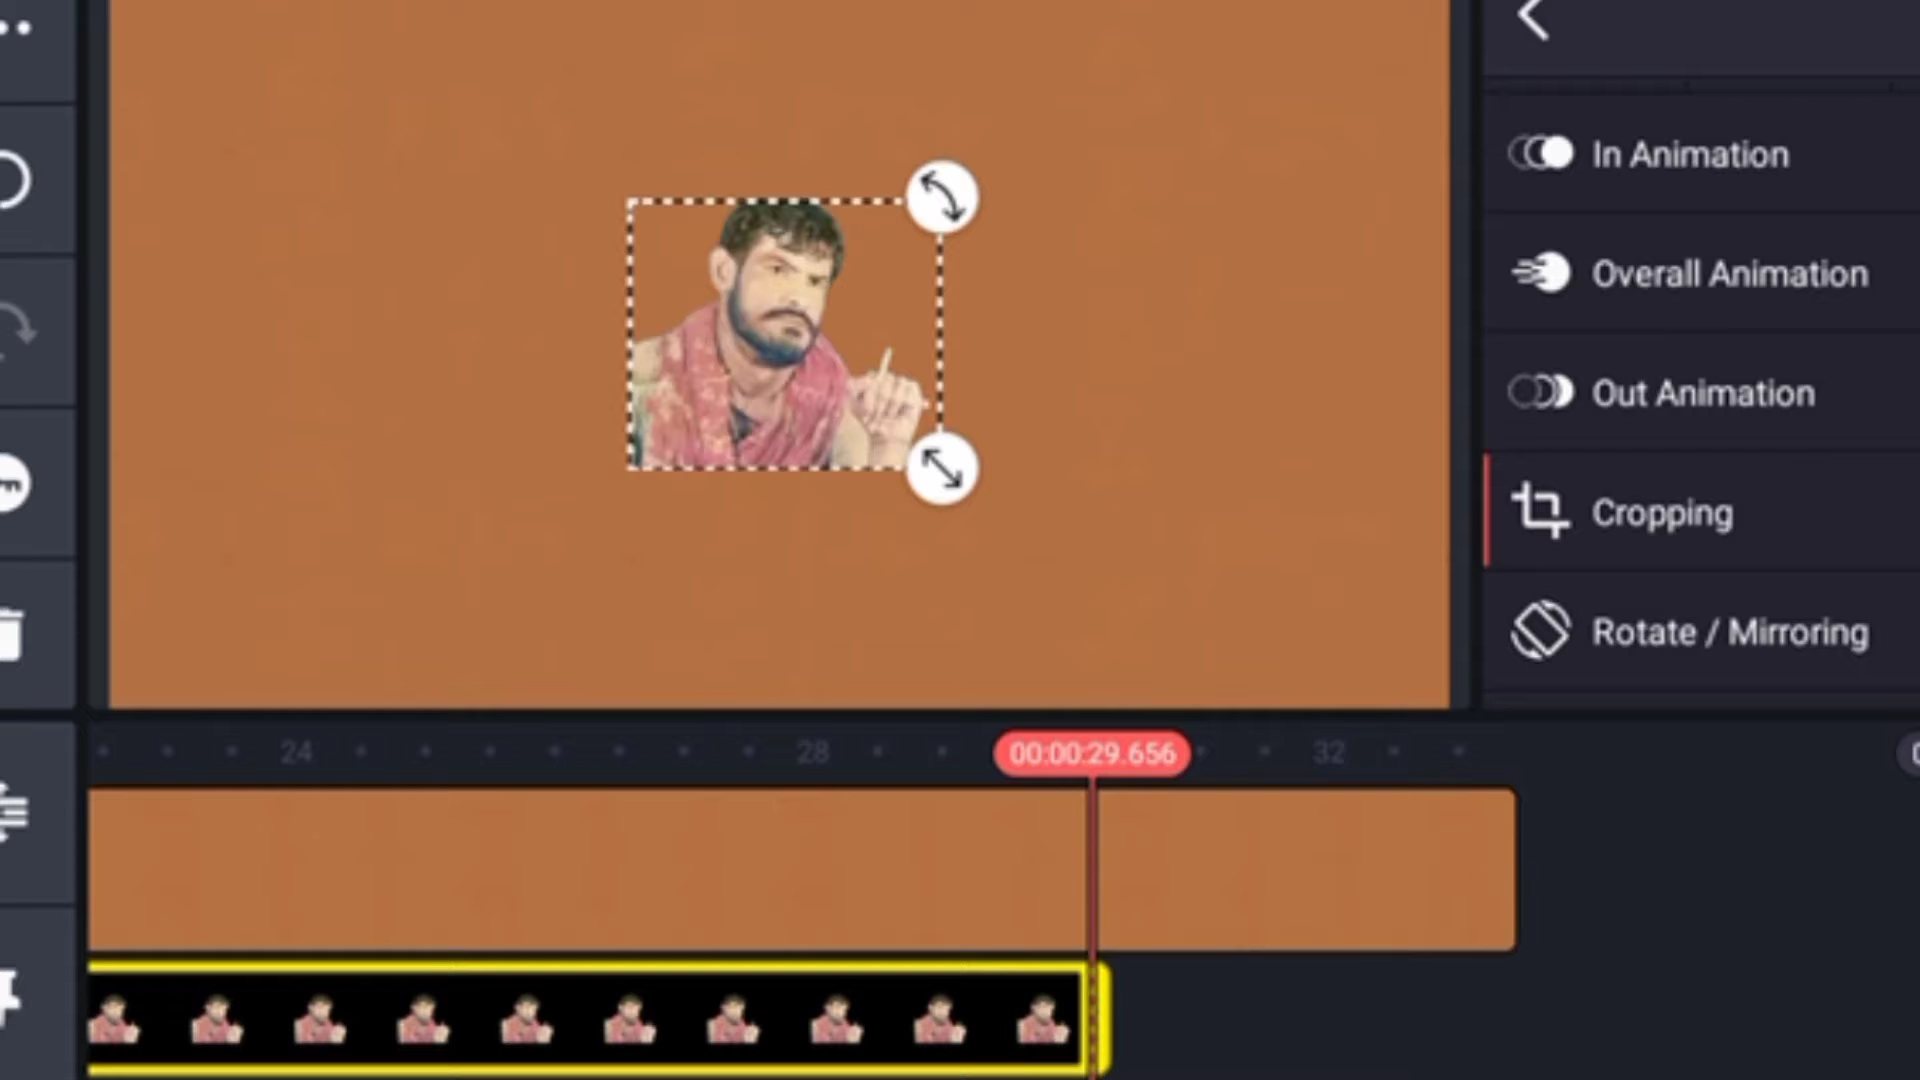 In Animation
Overall Animation
Out Animation
Cropping
Rotate / Mirroring
24
28
00:00:29.656
32